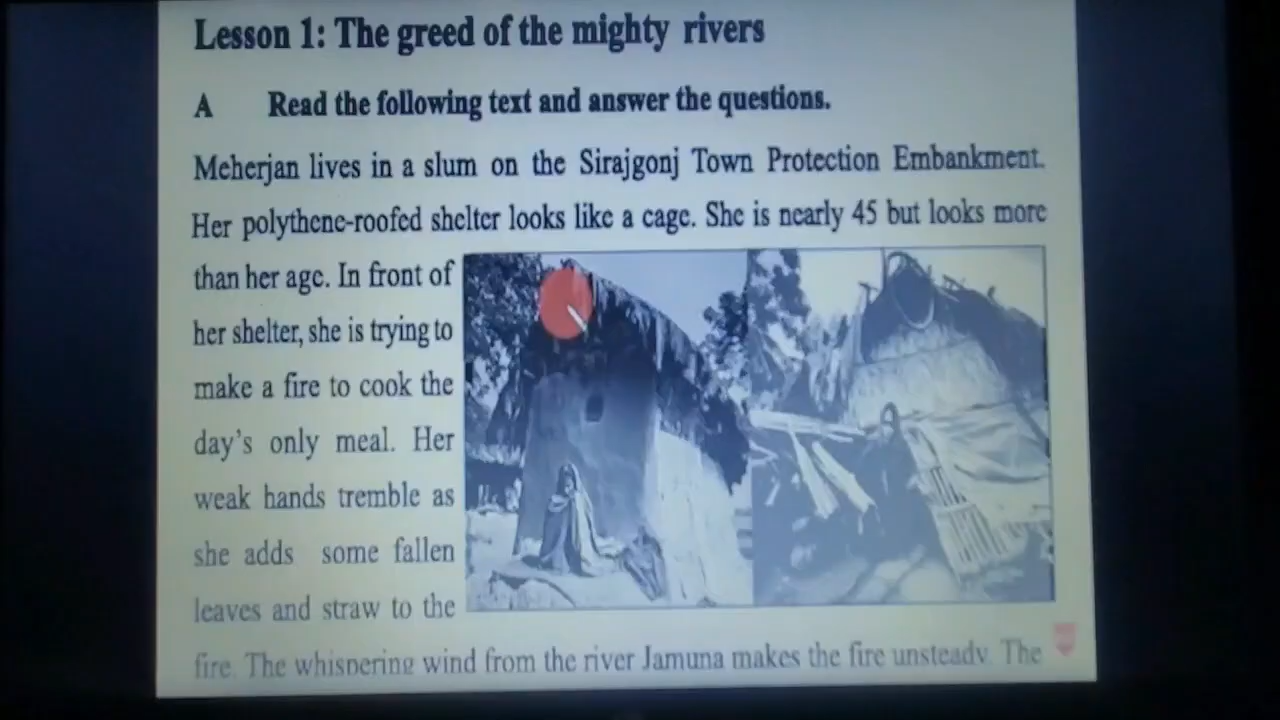 Lesson 1: The greed of the mighty rivers
A Read the following text and answer the questions.
Meherjan lives in a slum on the Sirajgonj Town Protection Embankment.
Her polythene-roofed shelter looks like a cage. She is nearly 45 but looks more
than her age. In front of
her shelter, she is trying to
make a fire to cook the
day's only meal. Her
weak hands tremble as
she adds some fallen
leaves and straw to the
fire. The whispering wind from the river Jamuna makes the fire unsteady. The